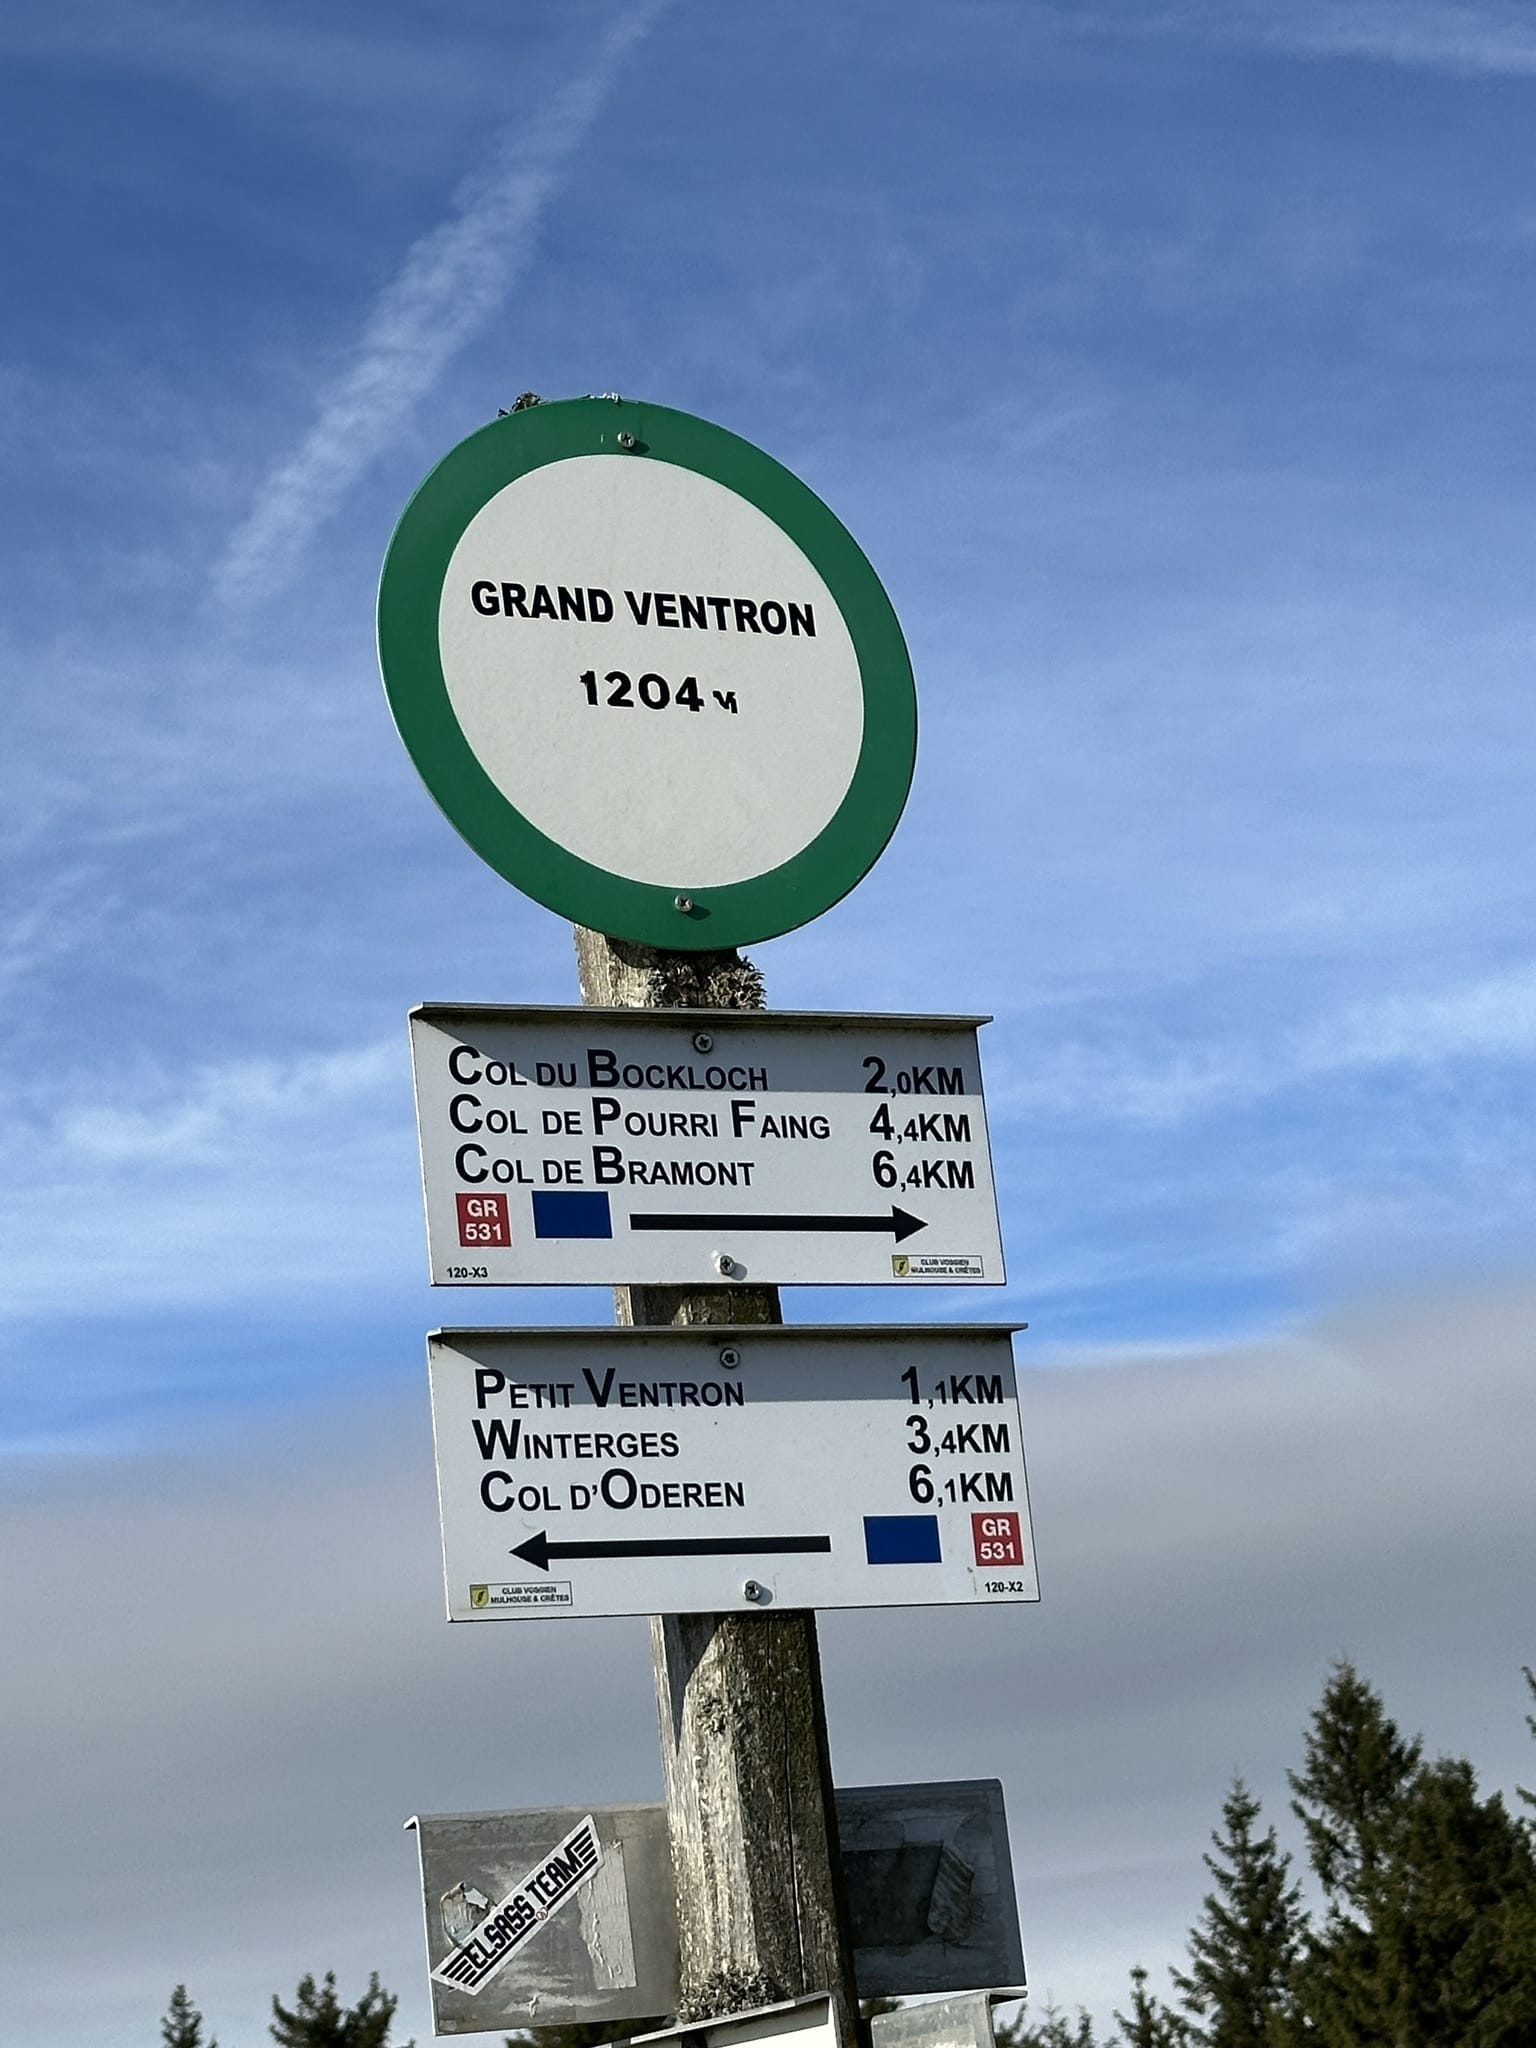 GRAND VENTRON
1204 M
COL DU BOCKLOCH 2,0KM
COL DE POURRI FAING 4,4KM
COL DE BRAMONT 6,4KM
GR
531
120-X3
CLUB VOSGIEN
MULHOUSE & CRÊTES
PETIT VENTRON 1,1KM
WINTERGES 3,4KM
COL D'ODEREN 6,1KM
GR
531
CLUB VOSGIEN
MULHOUSE & CRÊTES
120-X2
ELSASS TEAM